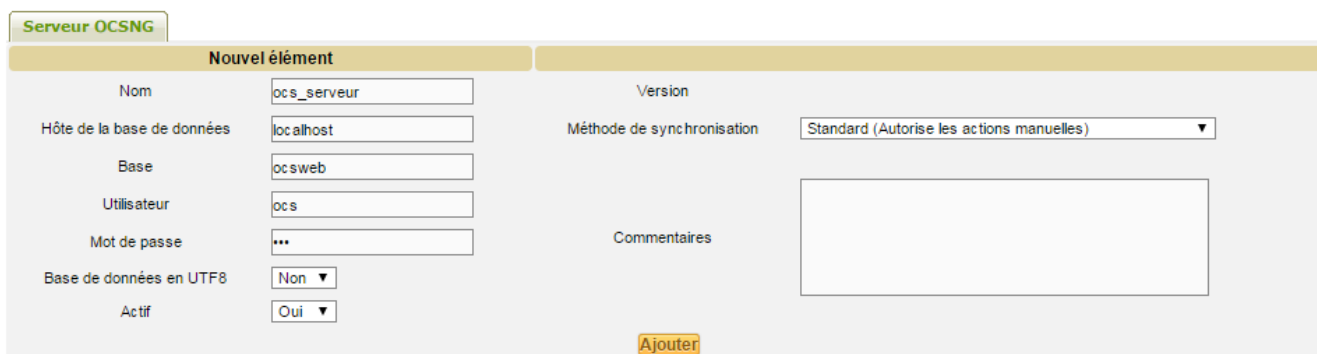 Serveur OCSNG
Nouvel élément
Nom ocs_serveur Version
Hôte de la base de données localhost Méthode de synchronisation Standard (Autorise les actions manuelles)
Base ocsweb
Utilisateur ocs
Mot de passe •••
Commentaires
Base de données en UTF8 Non
Actif Oui
Ajouter